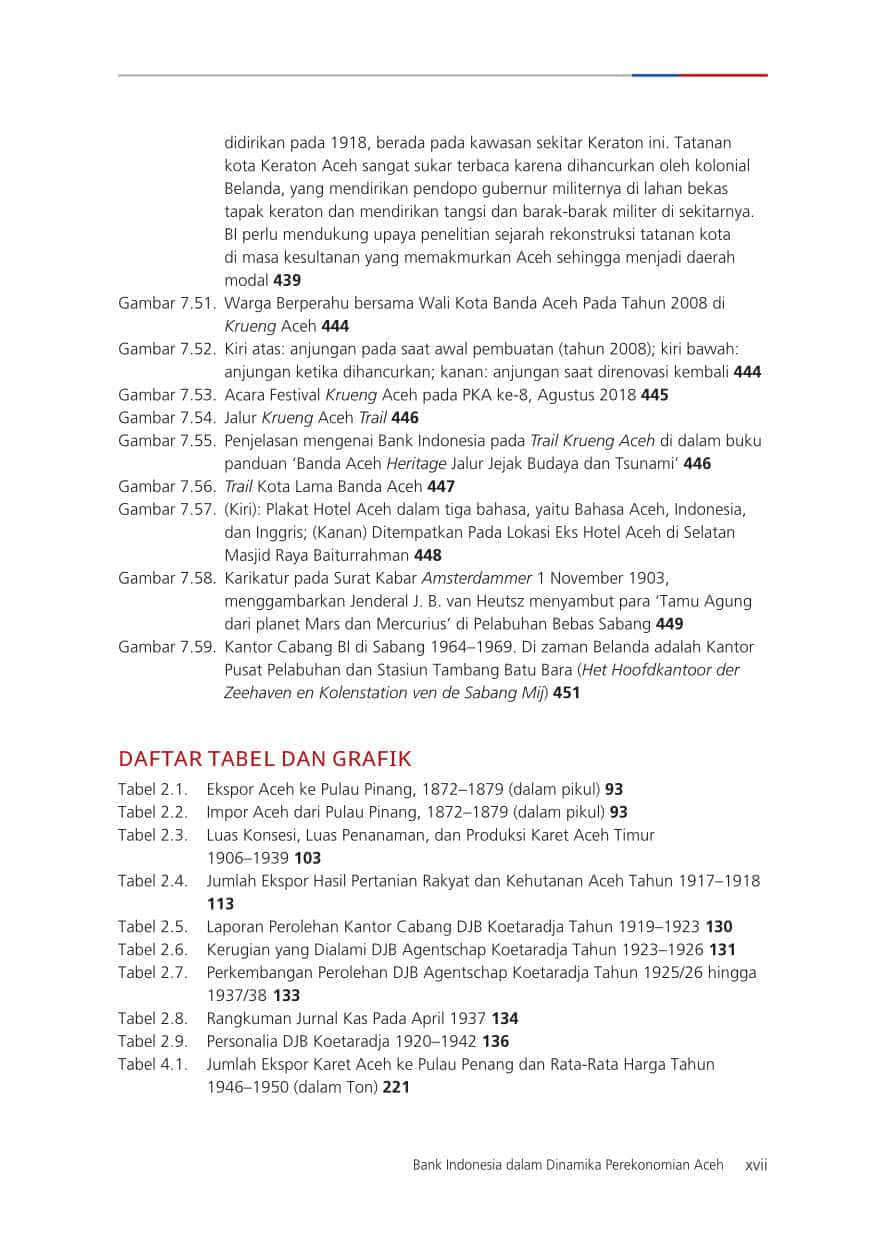 didirikan pada 1918, berada pada kawasan sekitar Keraton ini. Tatanan
kota Keraton Aceh sangat sukar terbaca karena dihancurkan oleh kolonial
Belanda, yang mendirikan pendopo gubernur militernya di lahan bekas
tapak keraton dan mendirikan tangsi dan barak-barak militer di sekitarnya.
BI perlu mendukung upaya penelitian sejarah rekonstruksi tatanan kota
di masa kesultanan yang memakmurkan Aceh sehingga menjadi daerah
modal 439
Gambar 7.51. Warga Berperahu bersama Wali Kota Banda Aceh Pada Tahun 2008 di
Krueng Aceh 444
Gambar 7.52. Kiri atas: anjungan pada saat awal pembuatan (tahun 2008); kiri bawah:
anjungan ketika dihancurkan; kanan: anjungan saat direnovasi kembali 444
Gambar 7.53. Acara Festival Krueng Aceh pada PKA ke-8, Agustus 2018 445
Gambar 7.54. Jalur Krueng Aceh Trail 446
Gambar 7.55. Penjelasan mengenai Bank Indonesia pada Trail Krueng Aceh di dalam buku
panduan ‘Banda Aceh Heritage Jalur Jejak Budaya dan Tsunami’ 446
Gambar 7.56. Trail Kota Lama Banda Aceh 447
Gambar 7.57. (Kiri): Plakat Hotel Aceh dalam tiga bahasa, yaitu Bahasa Aceh, Indonesia,
dan Inggris; (Kanan) Ditempatkan Pada Lokasi Eks Hotel Aceh di Selatan
Masjid Raya Baiturrahman 448
Gambar 7.58. Karikatur pada Surat Kabar Amsterdammer 1 November 1903,
menggambarkan Jenderal J. B. van Heutsz menyambut para ‘Tamu Agung
dari planet Mars dan Mercurius’ di Pelabuhan Bebas Sabang 449
Gambar 7.59. Kantor Cabang BI di Sabang 1964–1969. Di zaman Belanda adalah Kantor
Pusat Pelabuhan dan Stasiun Tambang Batu Bara (Het Hoofdkantoor der
Zeehaven en Kolenstation ven de Sabang Mij) 451
DAFTAR TABEL DAN GRAFIK
Tabel 2.1. Ekspor Aceh ke Pulau Pinang, 1872–1879 (dalam pikul) 93
Tabel 2.2. Impor Aceh dari Pulau Pinang, 1872–1879 (dalam pikul) 93
Tabel 2.3. Luas Konsesi, Luas Penanaman, dan Produksi Karet Aceh Timur
1906–1939 103
Tabel 2.4. Jumlah Ekspor Hasil Pertanian Rakyat dan Kehutanan Aceh Tahun 1917–1918
113
Tabel 2.5. Laporan Perolehan Kantor Cabang DJB Koetaradja Tahun 1919–1923 130
Tabel 2.6. Kerugian yang Dialami DJB Agentschap Koetaradja Tahun 1923–1926 131
Tabel 2.7. Perkembangan Perolehan DJB Agentschap Koetaradja Tahun 1925/26 hingga
1937/38 133
Tabel 2.8. Rangkuman Jurnal Kas Pada April 1937 134
Tabel 2.9. Personalia DJB Koetaradja 1920–1942 136
Tabel 4.1. Jumlah Ekspor Karet Aceh ke Pulau Penang dan Rata-Rata Harga Tahun
1946–1950 (dalam Ton) 221
Bank Indonesia dalam Dinamika Perekonomian Aceh xvii